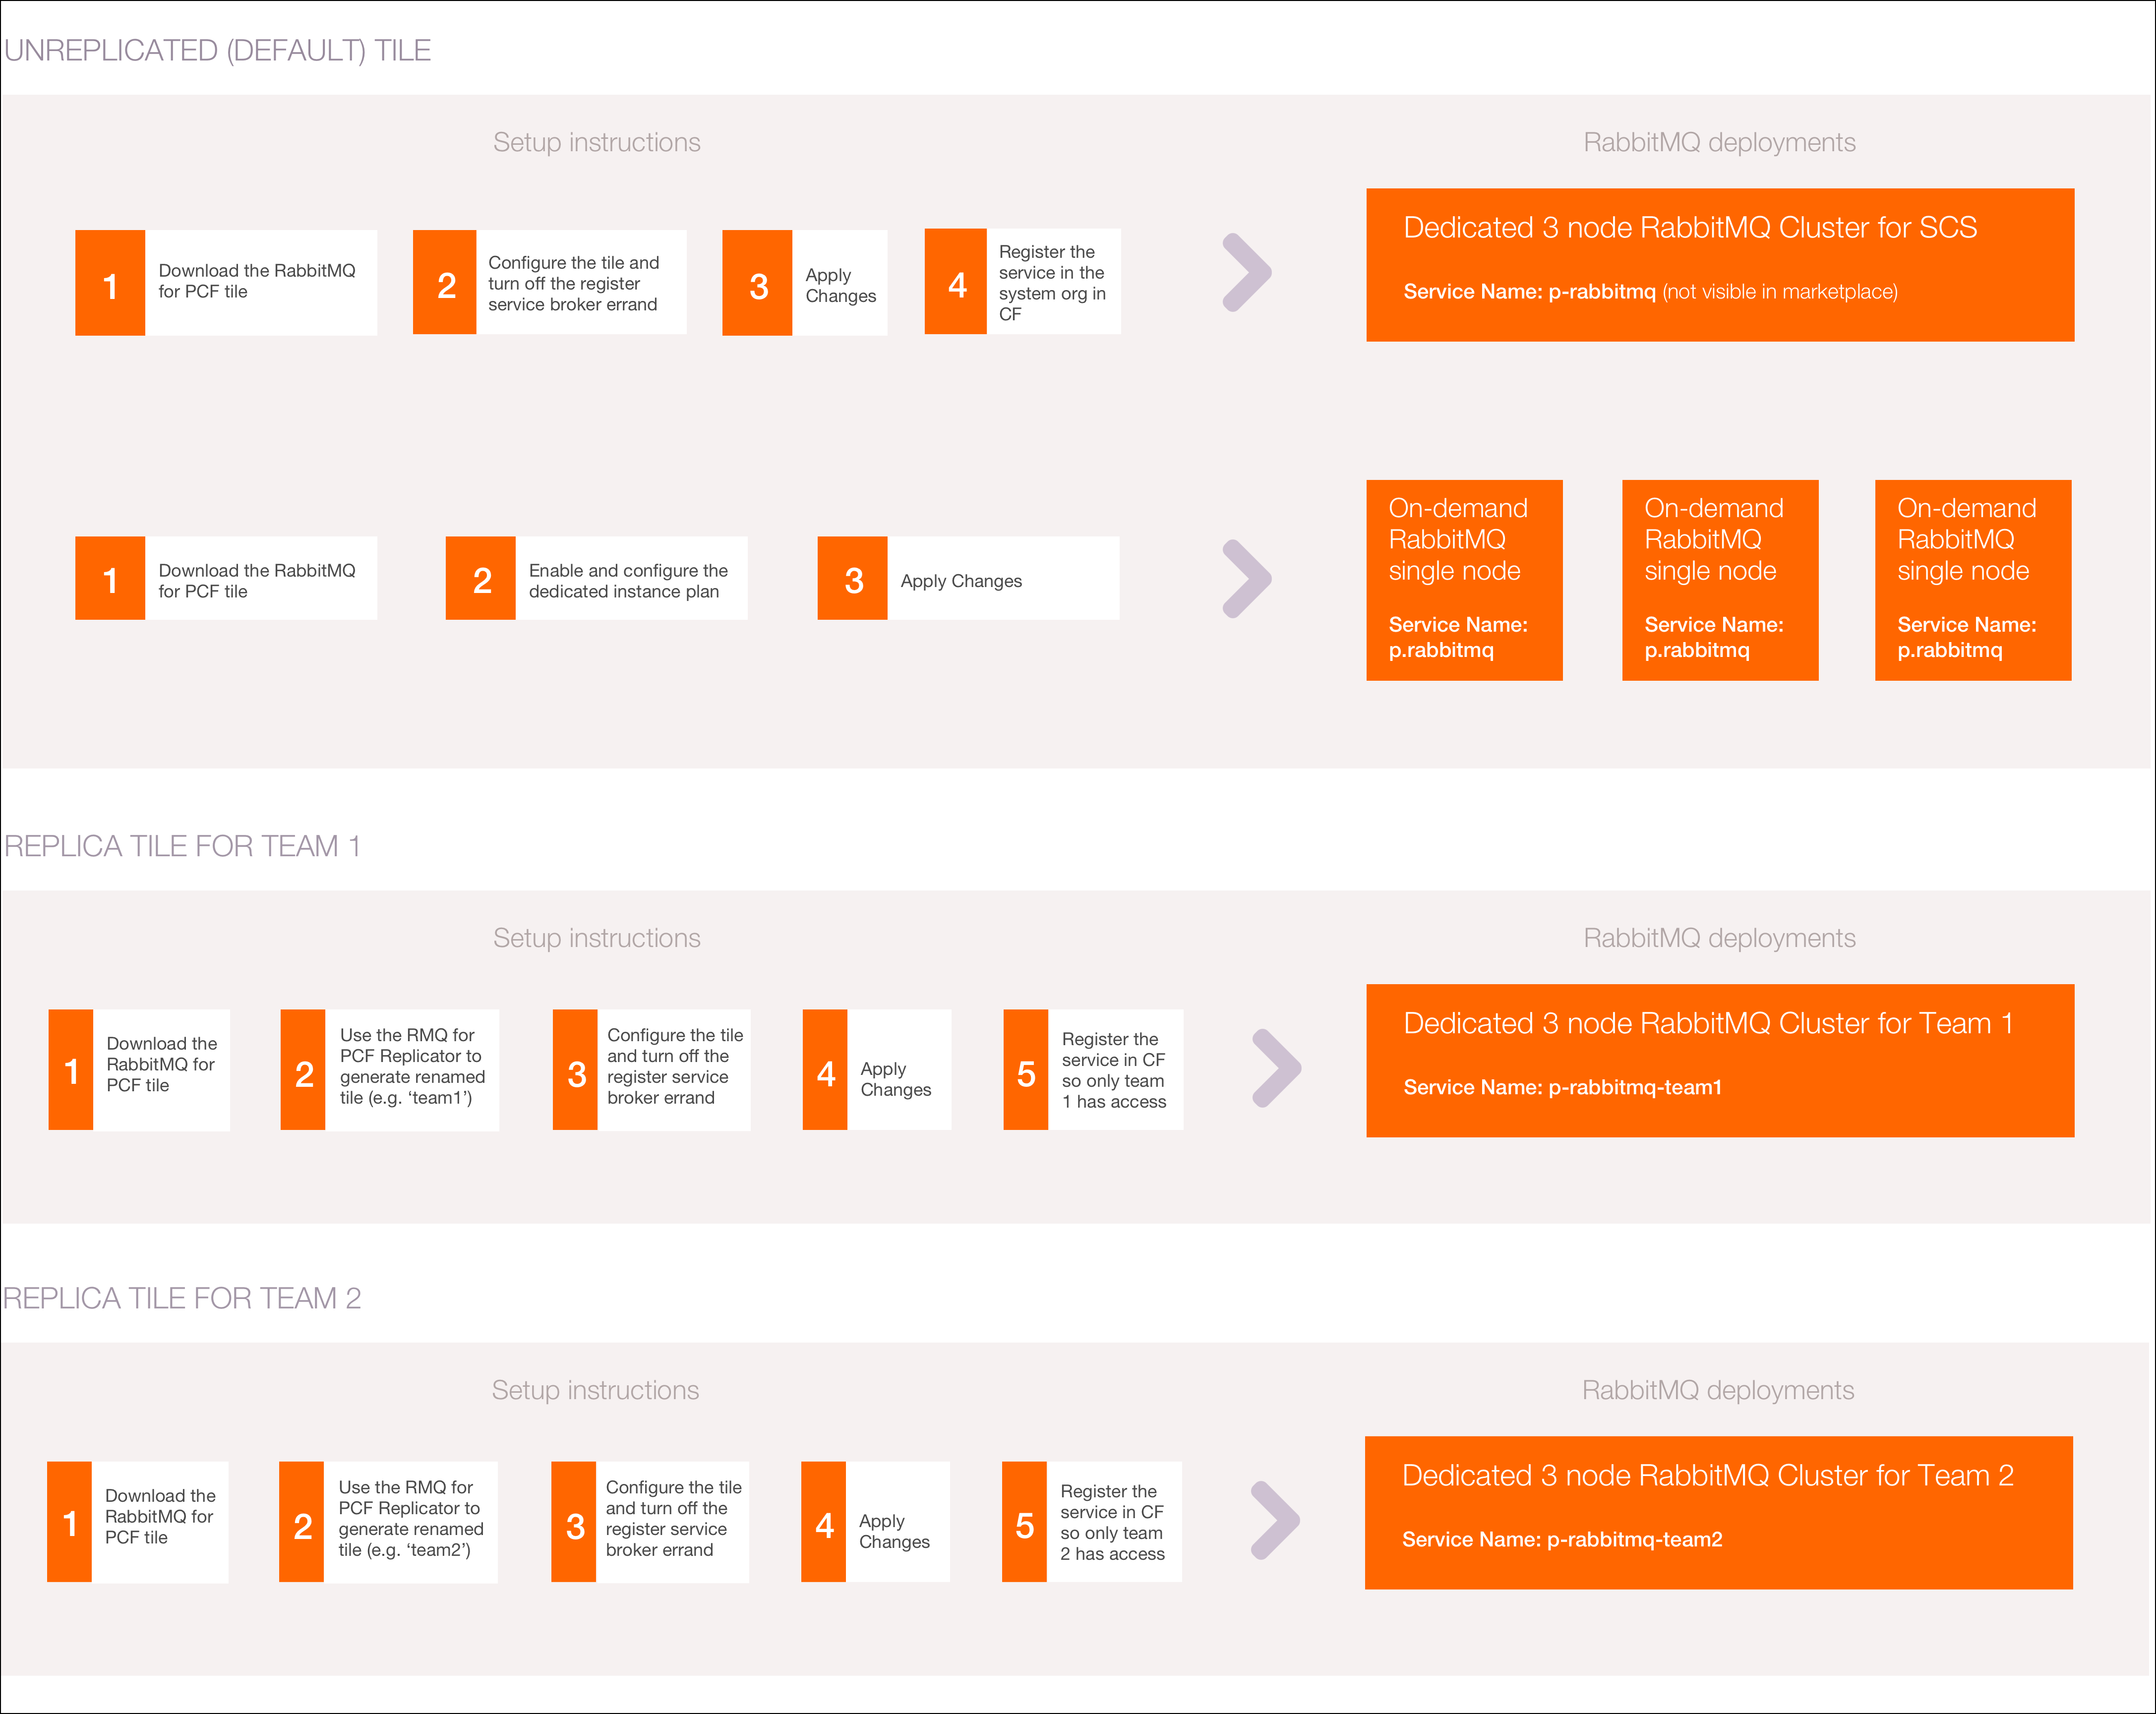 UNREPLICATED (DEFAULT) TILE
Setup instructions
RabbitMQ deployments
1
Download the RabbitMQ
for PCF tile
2
Configure the tile and
turn off the register
service broker errand
3
Apply
Changes
4
Register the
service in the
system org in
CF
Dedicated 3 node RabbitMQ Cluster for SCS
Service Name: p-rabbitmq (not visible in marketplace)
1
Download the RabbitMQ
for PCF tile
2
Enable and configure the
dedicated instance plan
3
Apply Changes
On-demand
RabbitMQ
single node
Service Name:
p.rabbitmq
On-demand
RabbitMQ
single node
Service Name:
p.rabbitmq
On-demand
RabbitMQ
single node
Service Name:
p.rabbitmq
REPLICA TILE FOR TEAM 1
Setup instructions
RabbitMQ deployments
1
Download the
RabbitMQ for
PCF tile
2
Use the RMQ for
PCF Replicator to
generate renamed
tile (e.g. ‘team1’)
3
Configure the tile
and turn off the
register service
broker errand
4
Apply
Changes
5
Register the
service in CF
so only team
1 has access
Dedicated 3 node RabbitMQ Cluster for Team 1
Service Name: p-rabbitmq-team1
REPLICA TILE FOR TEAM 2
Setup instructions
RabbitMQ deployments
1
Download the
RabbitMQ for
PCF tile
2
Use the RMQ for
PCF Replicator to
generate renamed
tile (e.g. ‘team2’)
3
Configure the tile
and turn off the
register service
broker errand
4
Apply
Changes
5
Register the
service in CF
so only team
2 has access
Dedicated 3 node RabbitMQ Cluster for Team 2
Service Name: p-rabbitmq-team2